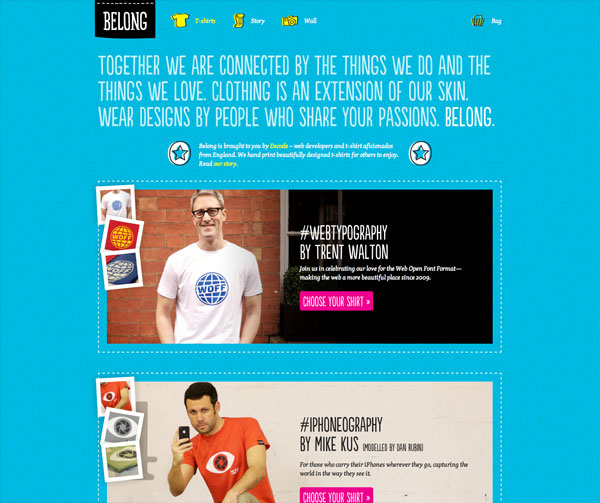 BELONG
T-shirts
Story
Wall
Bag
TOGETHER WE ARE CONNECTED BY THE THINGS WE DO AND THE
THINGS WE LOVE. CLOTHING IS AN EXTENSION OF OUR SKIN.
WEAR DESIGNS BY PEOPLE WHO SHARE YOUR PASSIONS. BELONG.
Belong is brought to you by Decode – web developers and t-shirt aficionados
from England. We hand print beautifully designed t-shirts for others to enjoy.
Read our story.
WOFF
WOFF
#WEBTYPOGRAPHY
BY TRENT WALTON
Join us in celebrating our love for the Web Open Font Format—
making the web a more beautiful place since 2009.
CHOOSE YOUR SHIRT »
#IPHONEOGRAPHY
BY MIKE KUS (MODELLED BY DAN RUBIN)
For those who carry their iPhones wherever they go, capturing the
world in the way they see it.
CHOOSE YOUR SHIRT »